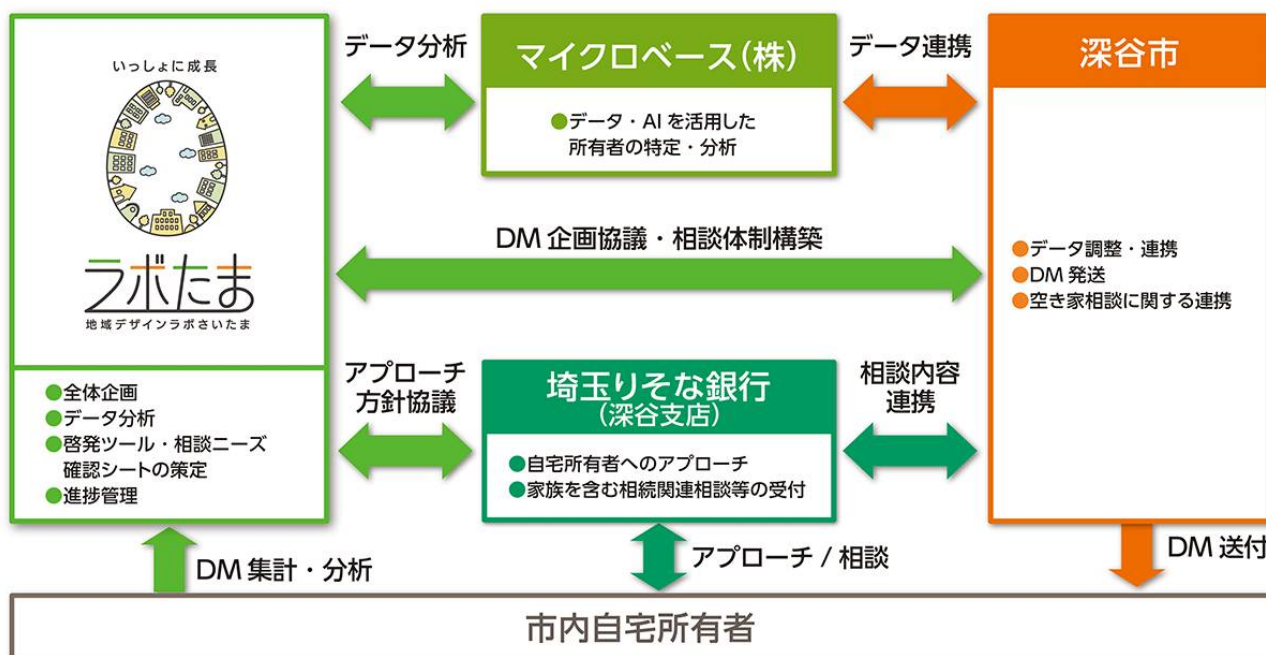 いっしょに成長
ラボたま
地域デザインラボさいたま
●全体企画
●データ分析
●啓発ツール・相談ニーズ
確認シートの策定
●進捗管理
データ分析
マイクロベース(株)
●データ・AIを活用した
所有者の特定・分析
データ連携
深谷市
●データ調整・連携
●DM発送
●空き家相談に関する連携
DM企画協議・相談体制構築
アプローチ
方針協議
埼玉りそな銀行
(深谷支店)
●自宅所有者へのアプローチ
●家族を含む相続関連相談等の受付
相談内容
連携
DM集計・分析
アプローチ / 相談
DM送付
市内自宅所有者